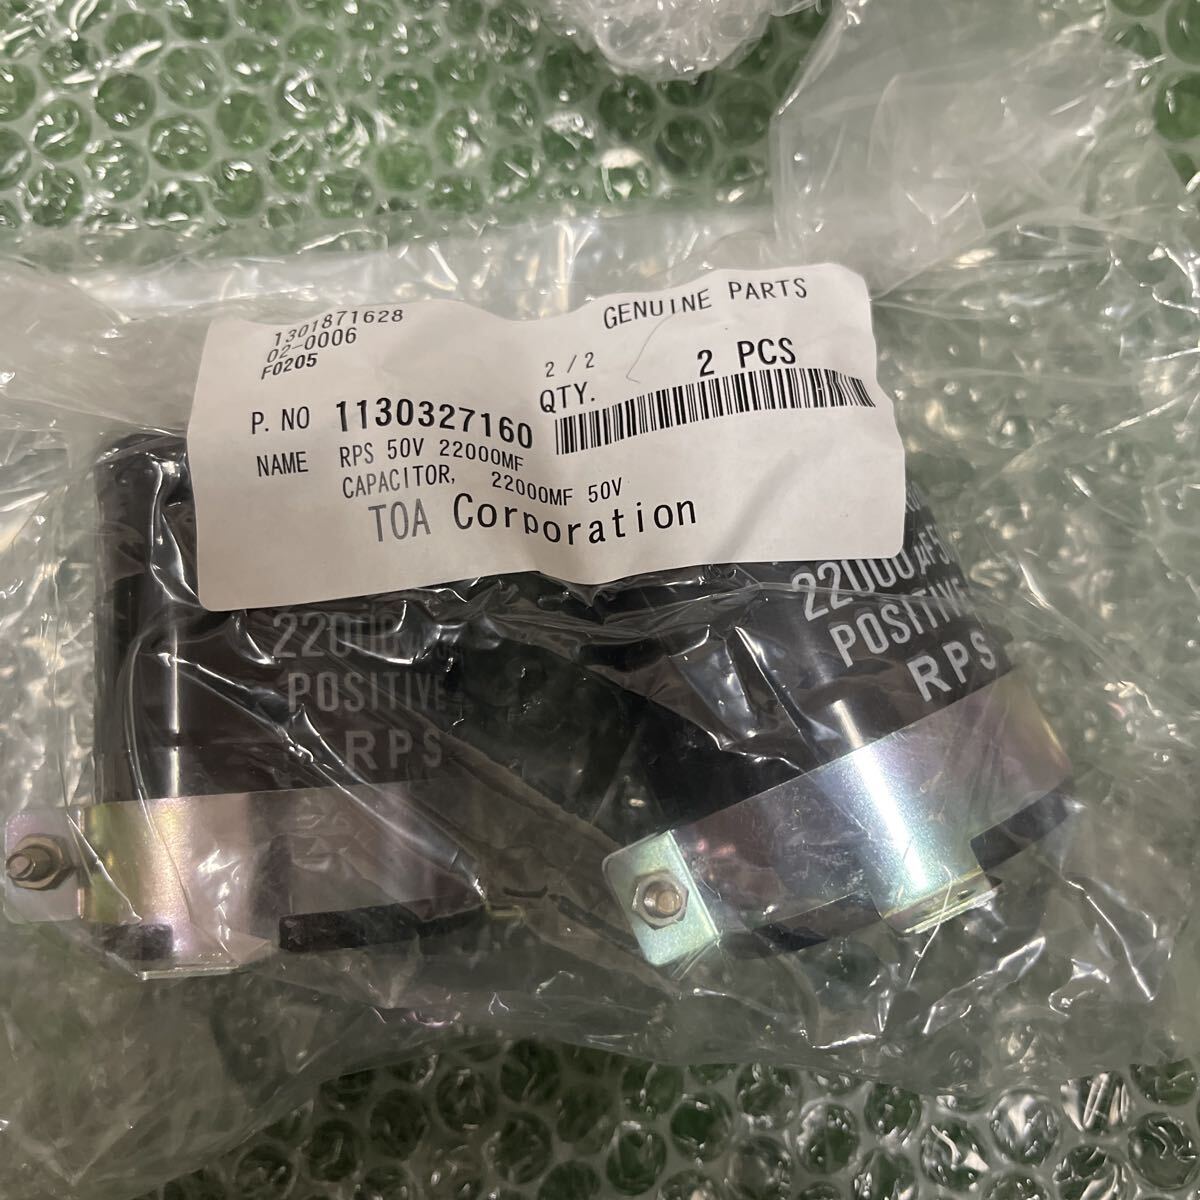 1301871628
02-0006
F0205
GENUINE PARTS
2/2
QTY. 2 PCS
P. NO 1130327160
NAME RPS 50V 22000MF
CAPACITOR, 22000MF 50V
TOA Corporation
POSITIVE
RPS
22000μF5
POSITIVE
RPS